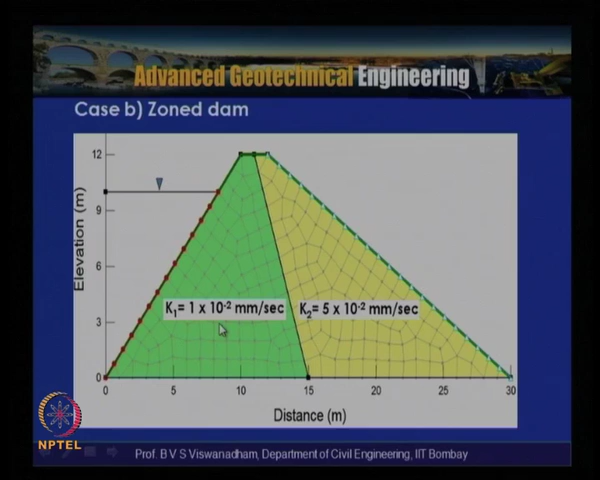 Advanced Geotechnical Engineering
Case b) Zoned dam
12
9
6
3
0
Elevation (m)
K₁= 1 x 10⁻² mm/sec
K₂= 5 x 10⁻² mm/sec
0 5 10 15 20 25 30
Distance (m)
NPTEL
Prof. B V S Viswanadham, Department of Civil Engineering, IIT Bombay